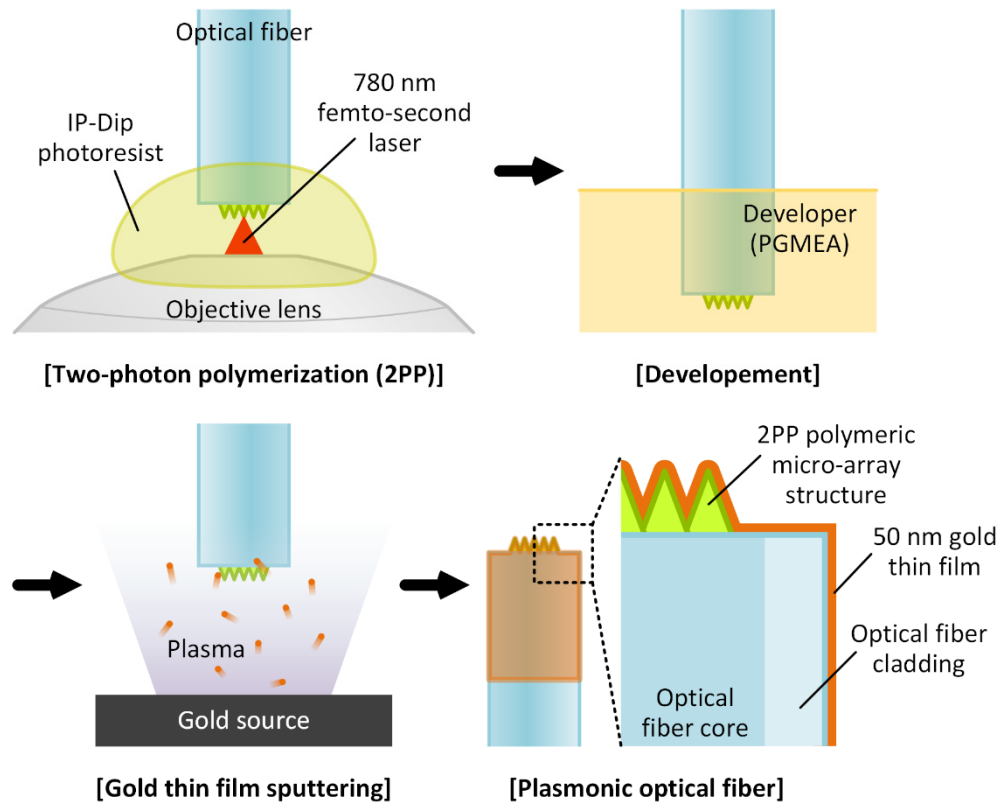 Optical fiber
780 nm
femto-second
laser
IP-Dip
photoresist
Objective lens
[Two-photon polymerization (2PP)]
Developer
(PGMEA)
[Developement]
Plasma
Gold source
[Gold thin film sputtering]
2PP polymeric
micro-array
structure
50 nm gold
thin film
Optical fiber
cladding
Optical
fiber core
[Plasmonic optical fiber]